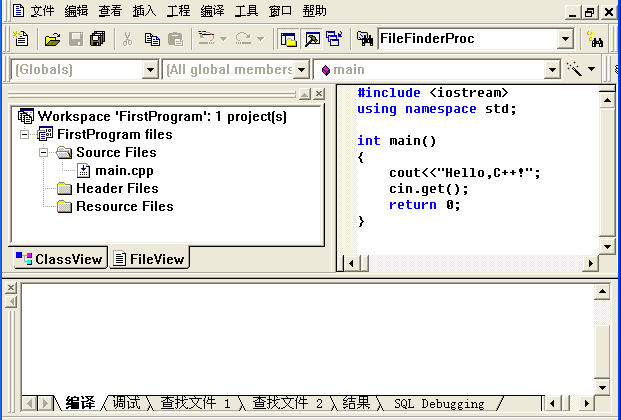 文件 编辑 查看 插入 工程 编译 工具 窗口 帮助
FileFinderProc
(Globals) (All global members main
Workspace 'FirstProgram': 1 project(s)
FirstProgram files
Source Files
main.cpp
Header Files
Resource Files
ClassView FileView
#include <iostream>
using namespace std;
int main()
{
cout<<"Hello,C++!";
cin.get();
return 0;
}
编译 调试 查找文件 1 查找文件 2 结果 SQL Debugging